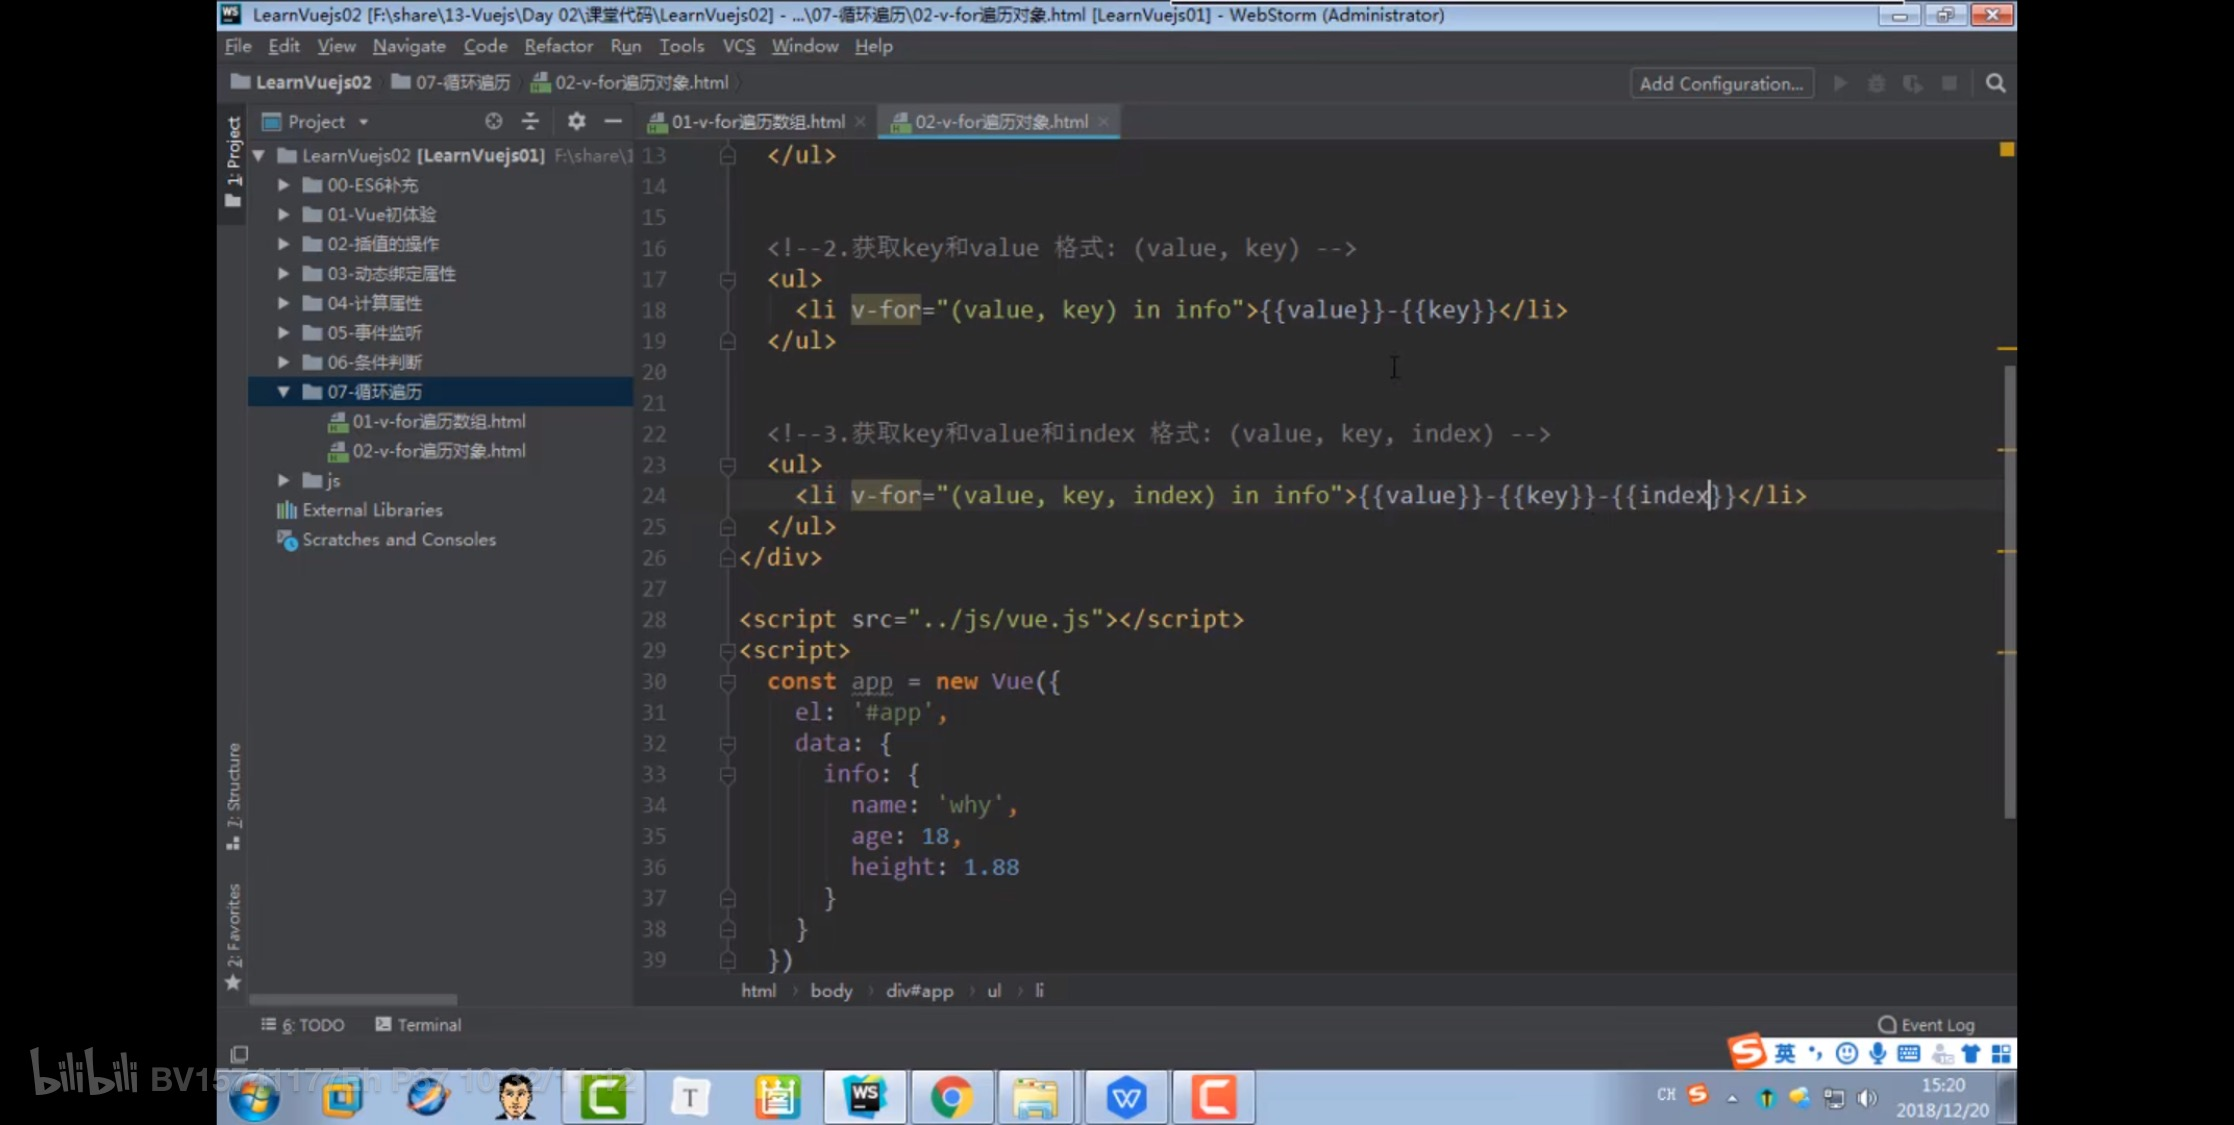 LearnVuejs02 [F:\share\13-Vuejs\Day 02\课堂代码\LearnVuejs02] - ...\07-循环遍历\02-v-for遍历对象.html [LearnVuejs01] - WebStorm (Administrator)
File Edit View Navigate Code Refactor Run Tools VCS Window Help
LearnVuejs02 07-循环遍历 02-v-for遍历对象.html
Add Configuration...
Project
01-v-for遍历数组.html 02-v-for遍历对象.html
1: Project
LearnVuejs02 [LearnVuejs01] F:\share\1
00-ES6补充
01-Vue初体验
02-插值的操作
03-动态绑定属性
04-计算属性
05-事件监听
06-条件判断
07-循环遍历
01-v-for遍历数组.html
02-v-for遍历对象.html
js
External Libraries
Scratches and Consoles
7: Structure
2: Favorites
13 </ul>
14
15
16 <!--2.获取key和value 格式: (value, key) -->
17 <ul>
18 <li v-for="(value, key) in info">{{value}}-{{key}}</li>
19 </ul>
20
21
22 <!--3.获取key和value和index 格式: (value, key, index) -->
23 <ul>
24 <li v-for="(value, key, index) in info">{{value}}-{{key}}-{{index}}</li>
25 </ul>
26 </div>
27
28 <script src="../js/vue.js"></script>
29 <script>
30 const app = new Vue({
31 el: '#app',
32 data: {
33 info: {
34 name: 'why',
35 age: 18,
36 height: 1.88
37 }
38 }
39 })
html body div#app ul li
6: TODO Terminal
Event Log
英
bilibili
CH
15:20
2018/12/20